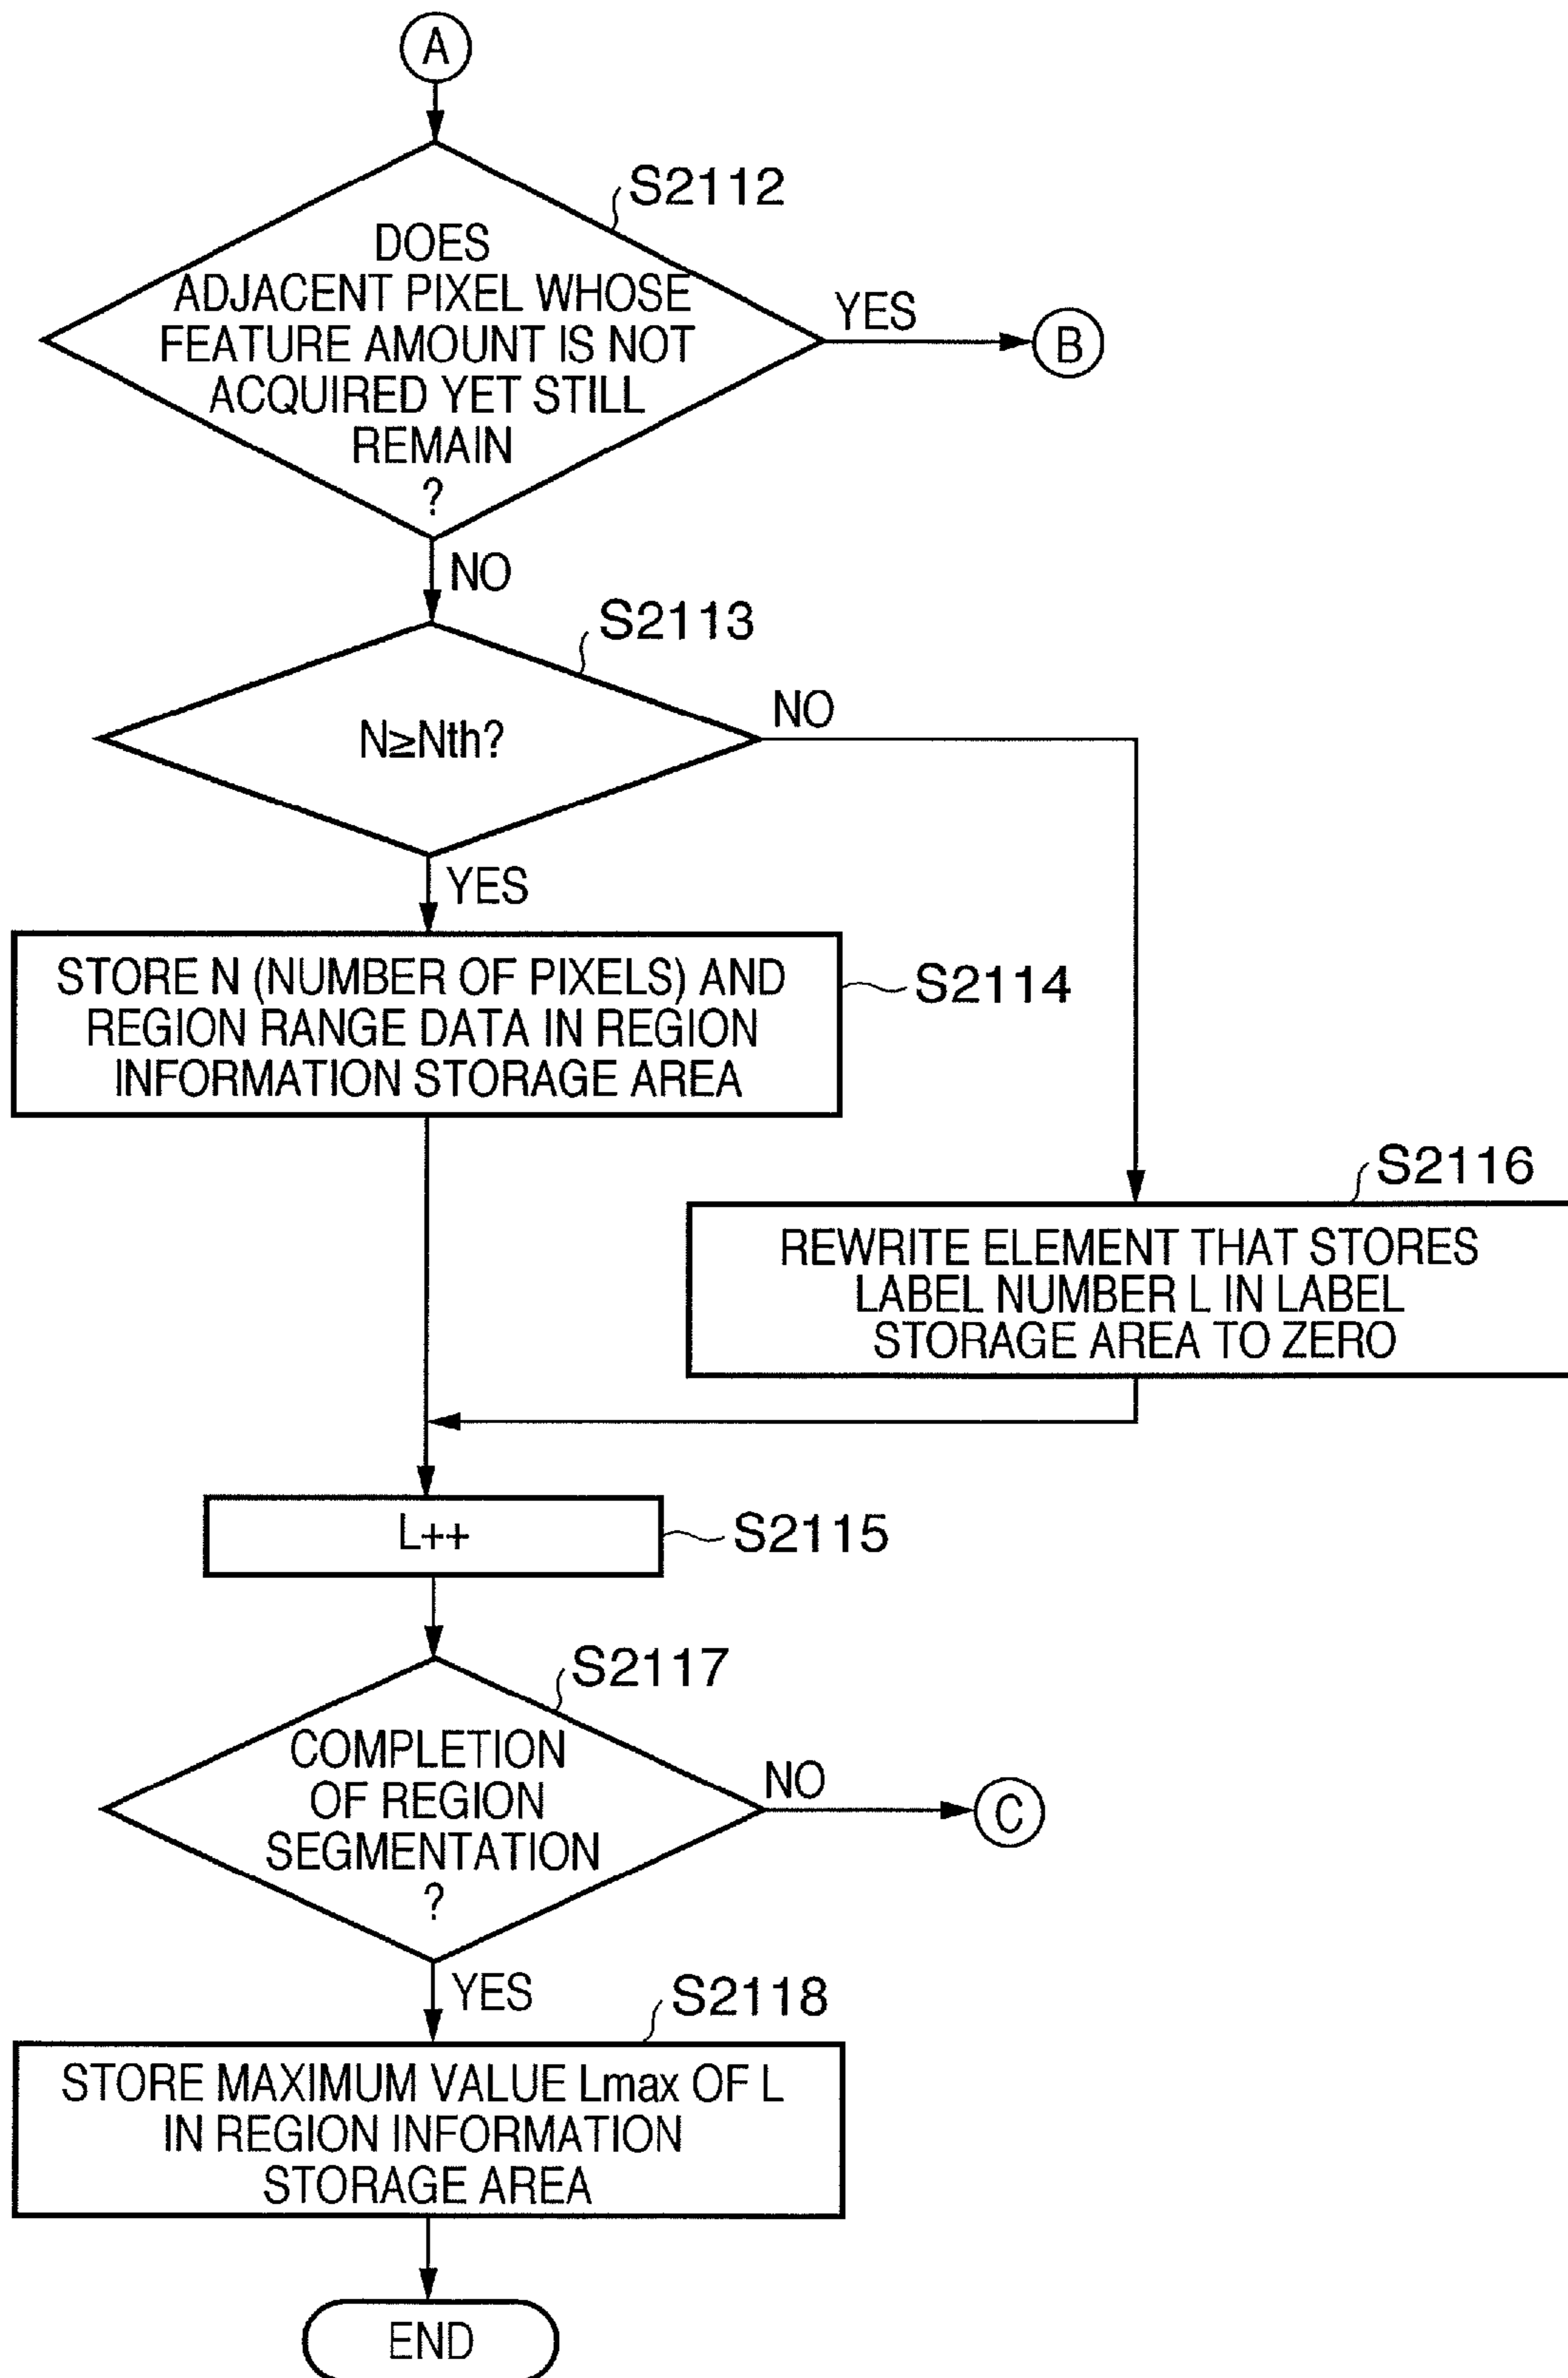 A
S2112
DOES
ADJACENT PIXEL WHOSE
FEATURE AMOUNT IS NOT
ACQUIRED YET STILL
REMAIN
?
YES
B
NO
S2113
N≥Nth?
NO
YES
STORE N (NUMBER OF PIXELS) AND
REGION RANGE DATA IN REGION
INFORMATION STORAGE AREA
S2114
S2116
REWRITE ELEMENT THAT STORES
LABEL NUMBER L IN LABEL
STORAGE AREA TO ZERO
L++
S2115
S2117
COMPLETION
OF REGION
SEGMENTATION
?
NO
C
YES
S2118
STORE MAXIMUM VALUE Lmax OF L
IN REGION INFORMATION
STORAGE AREA
END